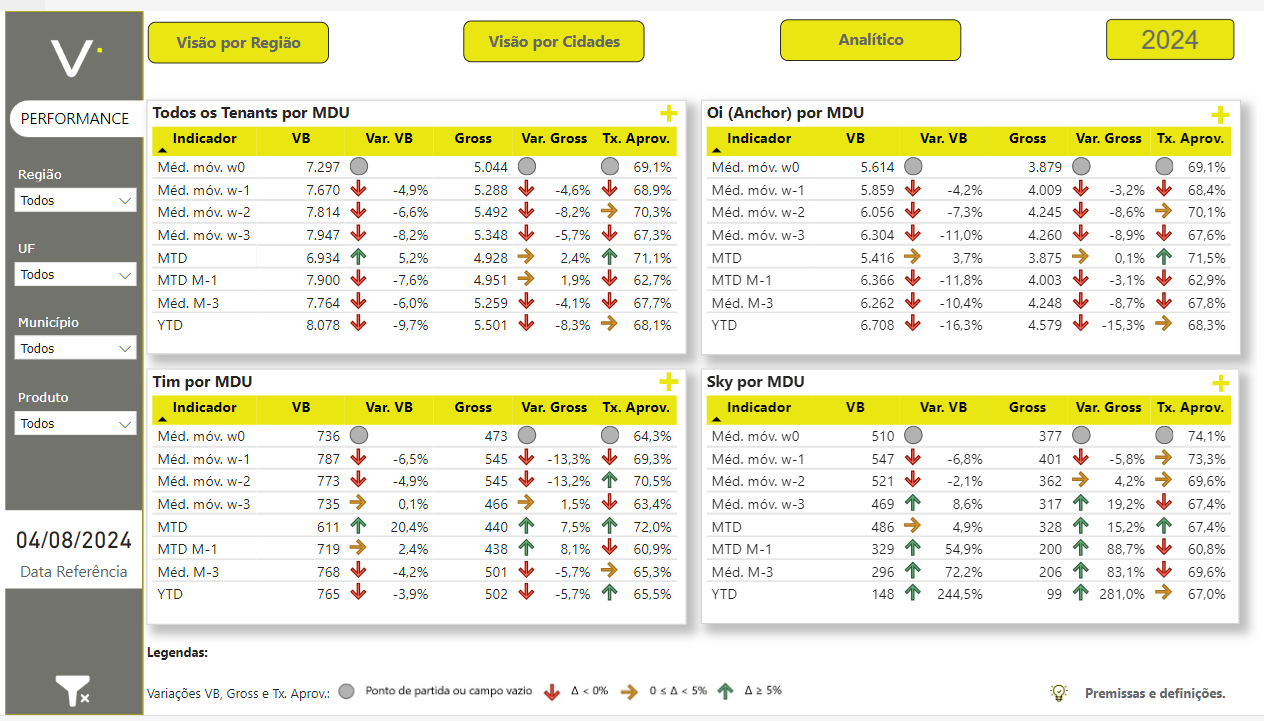 V
Visão por Região
Visão por Cidades
Analítico
2024
PERFORMANCE
Região
Todos
UF
Todos
Município
Todos
Produto
Todos
04/08/2024
Data Referência
Todos os Tenants por MDU
Indicador VB Var. VB Gross Var. Gross Tx. Aprov.
Méd. móv. w0 7.297 5.044 69,1%
Méd. móv. w-1 7.670 -4,9% 5.288 -4,6% 68,9%
Méd. móv. w-2 7.814 -6,6% 5.492 -8,2% 70,3%
Méd. móv. w-3 7.947 -8,2% 5.348 -5,7% 67,3%
MTD 6.934 5,2% 4.928 2,4% 71,1%
MTD M-1 7.900 -7,6% 4.951 1,9% 62,7%
Méd. M-3 7.764 -6,0% 5.259 -4,1% 67,7%
YTD 8.078 -9,7% 5.501 -8,3% 68,1%
Oi (Anchor) por MDU
Indicador VB Var. VB Gross Var. Gross Tx. Aprov.
Méd. móv. w0 5.614 3.879 69,1%
Méd. móv. w-1 5.859 -4,2% 4.009 -3,2% 68,4%
Méd. móv. w-2 6.056 -7,3% 4.245 -8,6% 70,1%
Méd. móv. w-3 6.304 -11,0% 4.260 -8,9% 67,6%
MTD 5.416 3,7% 3.875 0,1% 71,5%
MTD M-1 6.366 -11,8% 4.003 -3,1% 62,9%
Méd. M-3 6.262 -10,4% 4.248 -8,7% 67,8%
YTD 6.708 -16,3% 4.579 -15,3% 68,3%
Tim por MDU
Indicador VB Var. VB Gross Var. Gross Tx. Aprov.
Méd. móv. w0 736 473 64,3%
Méd. móv. w-1 787 -6,5% 545 -13,3% 69,3%
Méd. móv. w-2 773 -4,9% 545 -13,2% 70,5%
Méd. móv. w-3 735 0,1% 466 1,5% 63,4%
MTD 611 20,4% 440 7,5% 72,0%
MTD M-1 719 2,4% 438 8,1% 60,9%
Méd. M-3 768 -4,2% 501 -5,7% 65,3%
YTD 765 -3,9% 502 -5,7% 65,5%
Sky por MDU
Indicador VB Var. VB Gross Var. Gross Tx. Aprov.
Méd. móv. w0 510 377 74,1%
Méd. móv. w-1 547 -6,8% 401 -5,8% 73,3%
Méd. móv. w-2 521 -2,1% 362 4,2% 69,6%
Méd. móv. w-3 469 8,6% 317 19,2% 67,4%
MTD 486 4,9% 328 15,2% 67,4%
MTD M-1 329 54,9% 200 88,7% 60,8%
Méd. M-3 296 72,2% 206 83,1% 69,6%
YTD 148 244,5% 99 281,0% 67,0%
Legendas:
Variações VB, Gross e Tx. Aprov.: Ponto de partida ou campo vazio Δ < 0% 0 ≤ Δ < 5% Δ ≥ 5%
Premissas e definições.